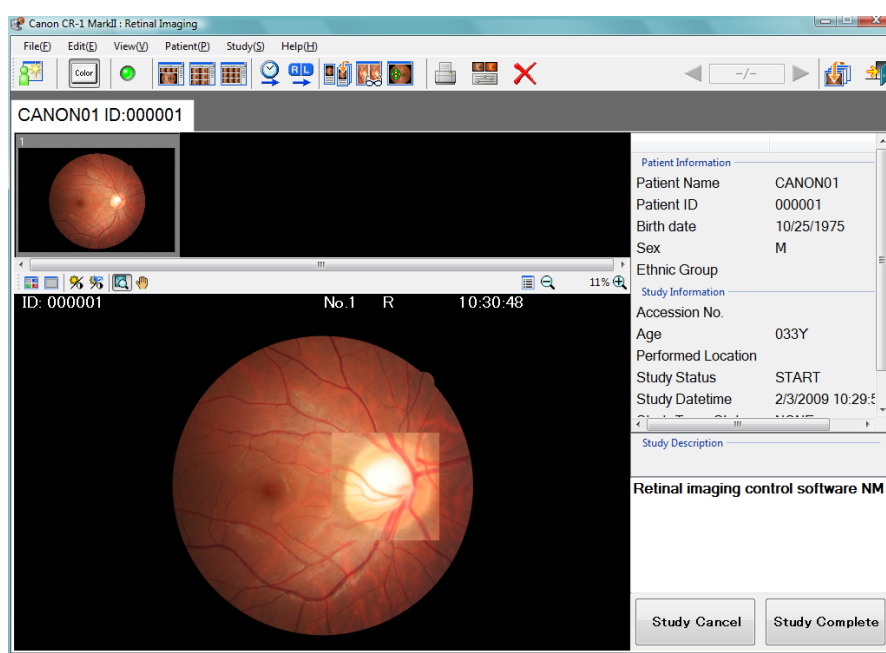 Canon CR-1 MarkII : Retinal Imaging
File(F) Edit(E) View(V) Patient(P) Study(S) Help(H)
Color
R L
-/-
CANON01 ID:000001
1
Patient Information
Patient Name CANON01
Patient ID 000001
Birth date 10/25/1975
Sex M
Ethnic Group
Study Information
Accession No.
Age 033Y
Performed Location
Study Status START
Study Datetime 2/3/2009 10:29:5
11%
ID: 000001 No.1 R 10:30:48
Study Description
Retinal imaging control software NM
Study Cancel Study Complete